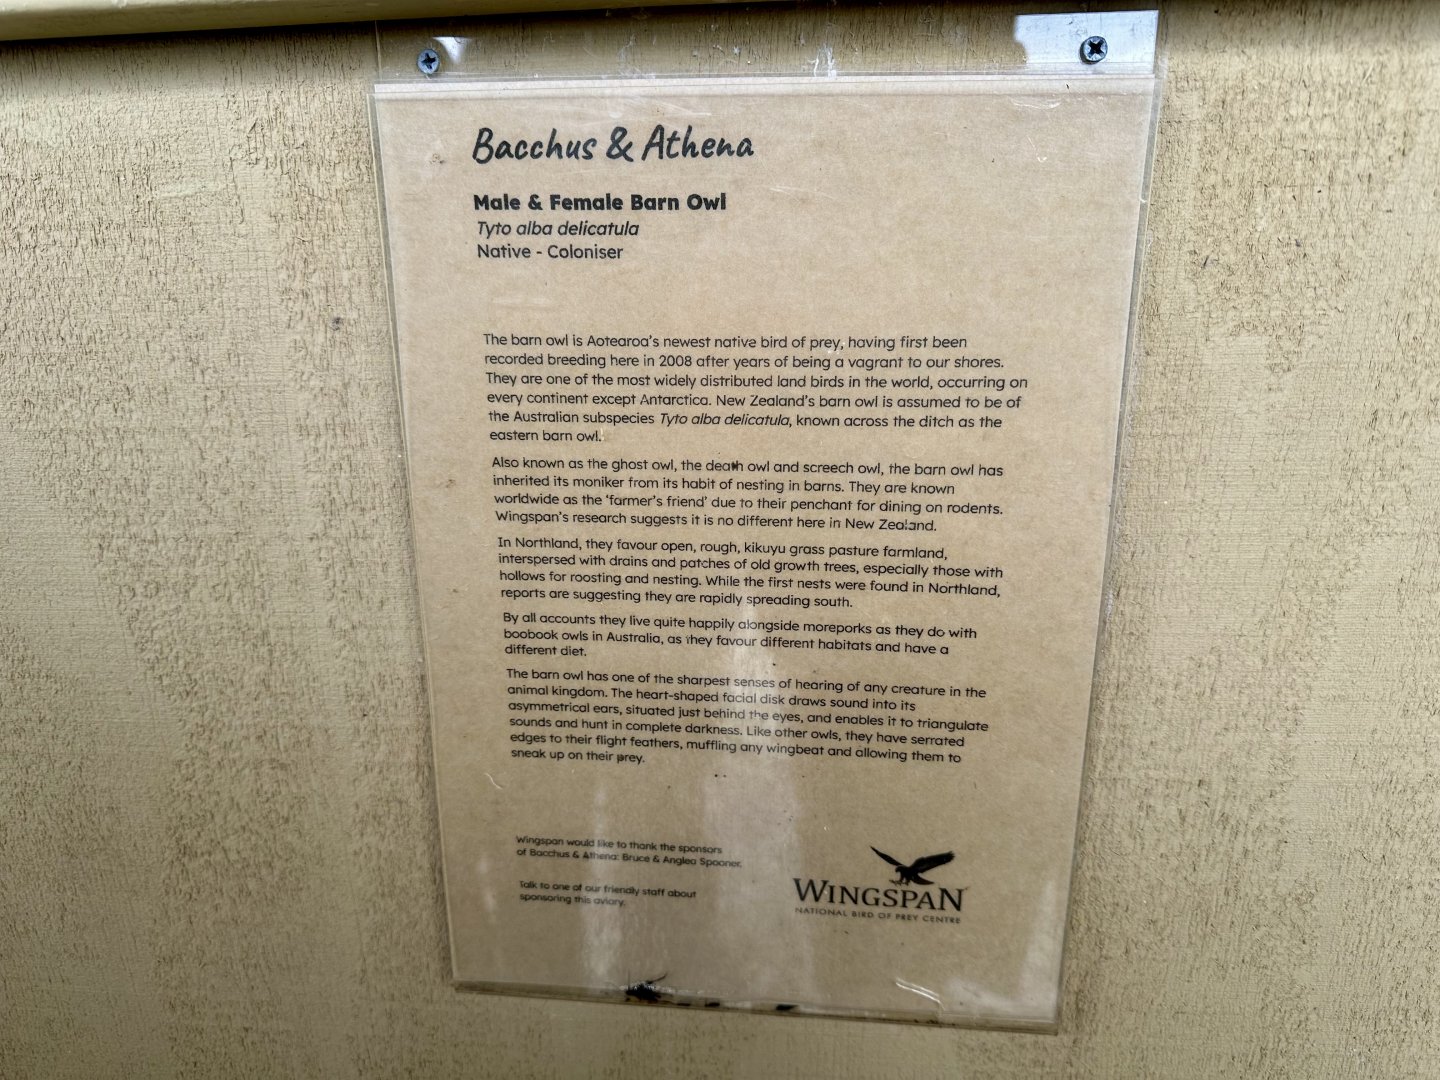 Bacchus & Athena
Male & Female Barn Owl
Tyto alba delicatula
Native - Coloniser
The barn owl is Aotearoa's newest native bird of prey, having first been
recorded breeding here in 2008 after years of being a vagrant to our shores.
They are one of the most widely distributed land birds in the world, occurring on
every continent except Antarctica. New Zealand's barn owl is assumed to be of
the Australian subspecies Tyto alba delicatula, known across the ditch as the
eastern barn owl.
Also known as the ghost owl, the death owl and screech owl, the barn owl has
inherited its moniker from its habit of nesting in barns. They are known
worldwide as the 'farmer's friend' due to their penchant for dining on rodents.
Wingspan's research suggests it is no different here in New Zealand.
In Northland, they favour open, rough, kikuyu grass pasture farmland,
interspersed with drains and patches of old growth trees, especially those with
hollows for roosting and nesting. While the first nests were found in Northland,
reports are suggesting they are rapidly spreading south.
By all accounts they live quite happily alongside moreporks as they do with
boobook owls in Australia, as they favour different habitats and have a
different diet.
The barn owl has one of the sharpest senses of hearing of any creature in the
animal kingdom. The heart-shaped facial disk draws sound into its
asymmetrical ears, situated just behind the eyes, and enables it to triangulate
sounds and hunt in complete darkness. Like other owls, they have serrated
edges to their flight feathers, muffling any wingbeat and allowing them to
sneak up on their prey.
Wingspan would like to thank the sponsors
of Bacchus & Athena: Bruce & Anglea Spooner.
Talk to one of our friendly staff about
sponsoring this aviary.
WINGSPAN
NATIONAL BIRD OF PREY CENTRE